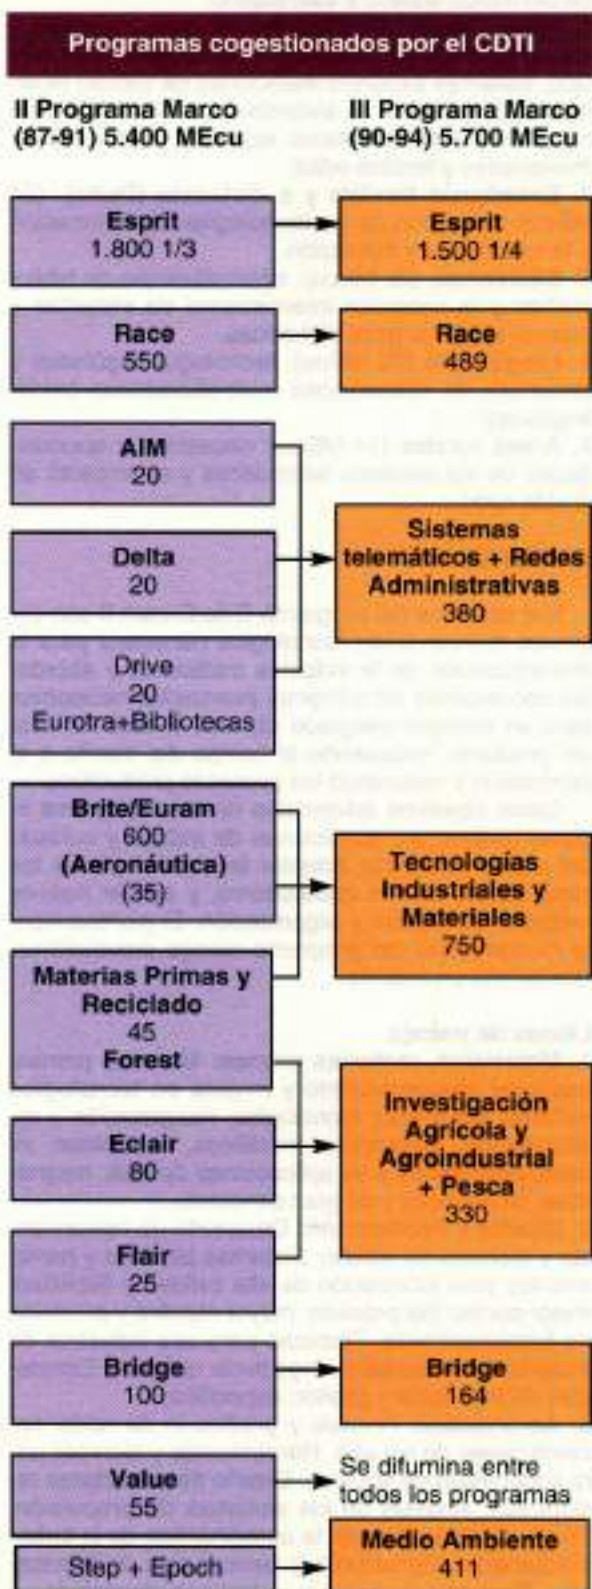 Programas cogestionados por el CDTI
II Programa Marco
(87-91) 5.400 MEcu
III Programa Marco
(90-94) 5.700 MEcu
Esprit
1.800 1/3
Esprit
1.500 1/4
Race
550
Race
489
AIM
20
Delta
20
Drive
20
Eurotra+Bibliotecas
Sistemas
telemáticos + Redes
Administrativas
380
Brite/Euram
600
(Aeronáutica)
(35)
Tecnologías
Industriales y
Materiales
750
Materias Primas y
Reciclado
45
Forest
Eclair
80
Flair
25
Investigación
Agrícola y
Agroindustrial
+ Pesca
330
Bridge
100
Bridge
164
Value
55
Se difumina entre
todos los programas
Step + Epoch
Medio Ambiente
411